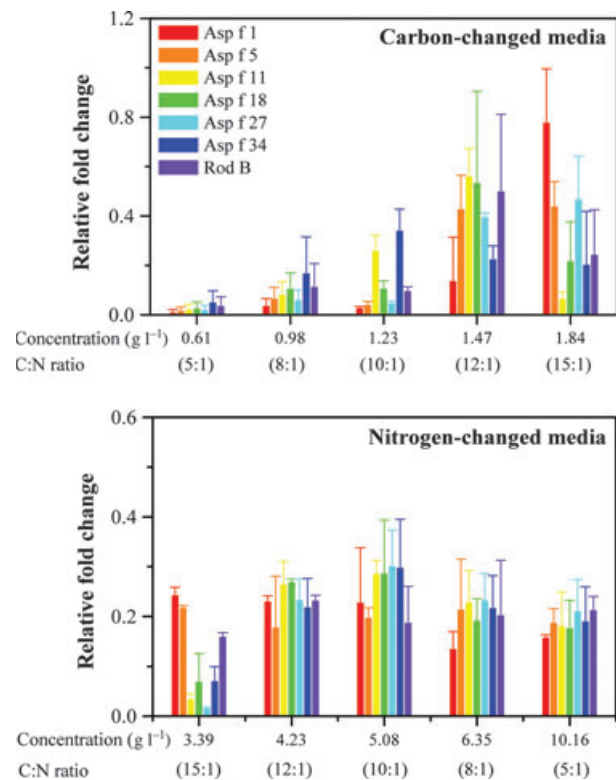 1.2
Carbon-changed media
Asp f 1
Asp f 5
Asp f 11
Asp f 18
Asp f 27
Asp f 34
Rod B
0.8
0.4
0.0
Relative fold change
Concentration (g l⁻¹) 0.61 0.98 1.23 1.47 1.84
C:N ratio (5:1) (8:1) (10:1) (12:1) (15:1)
0.6
Nitrogen-changed media
0.4
0.2
0.0
Relative fold change
Concentration (g l⁻¹) 3.39 4.23 5.08 6.35 10.16
C:N ratio (15:1) (12:1) (10:1) (8:1) (5:1)